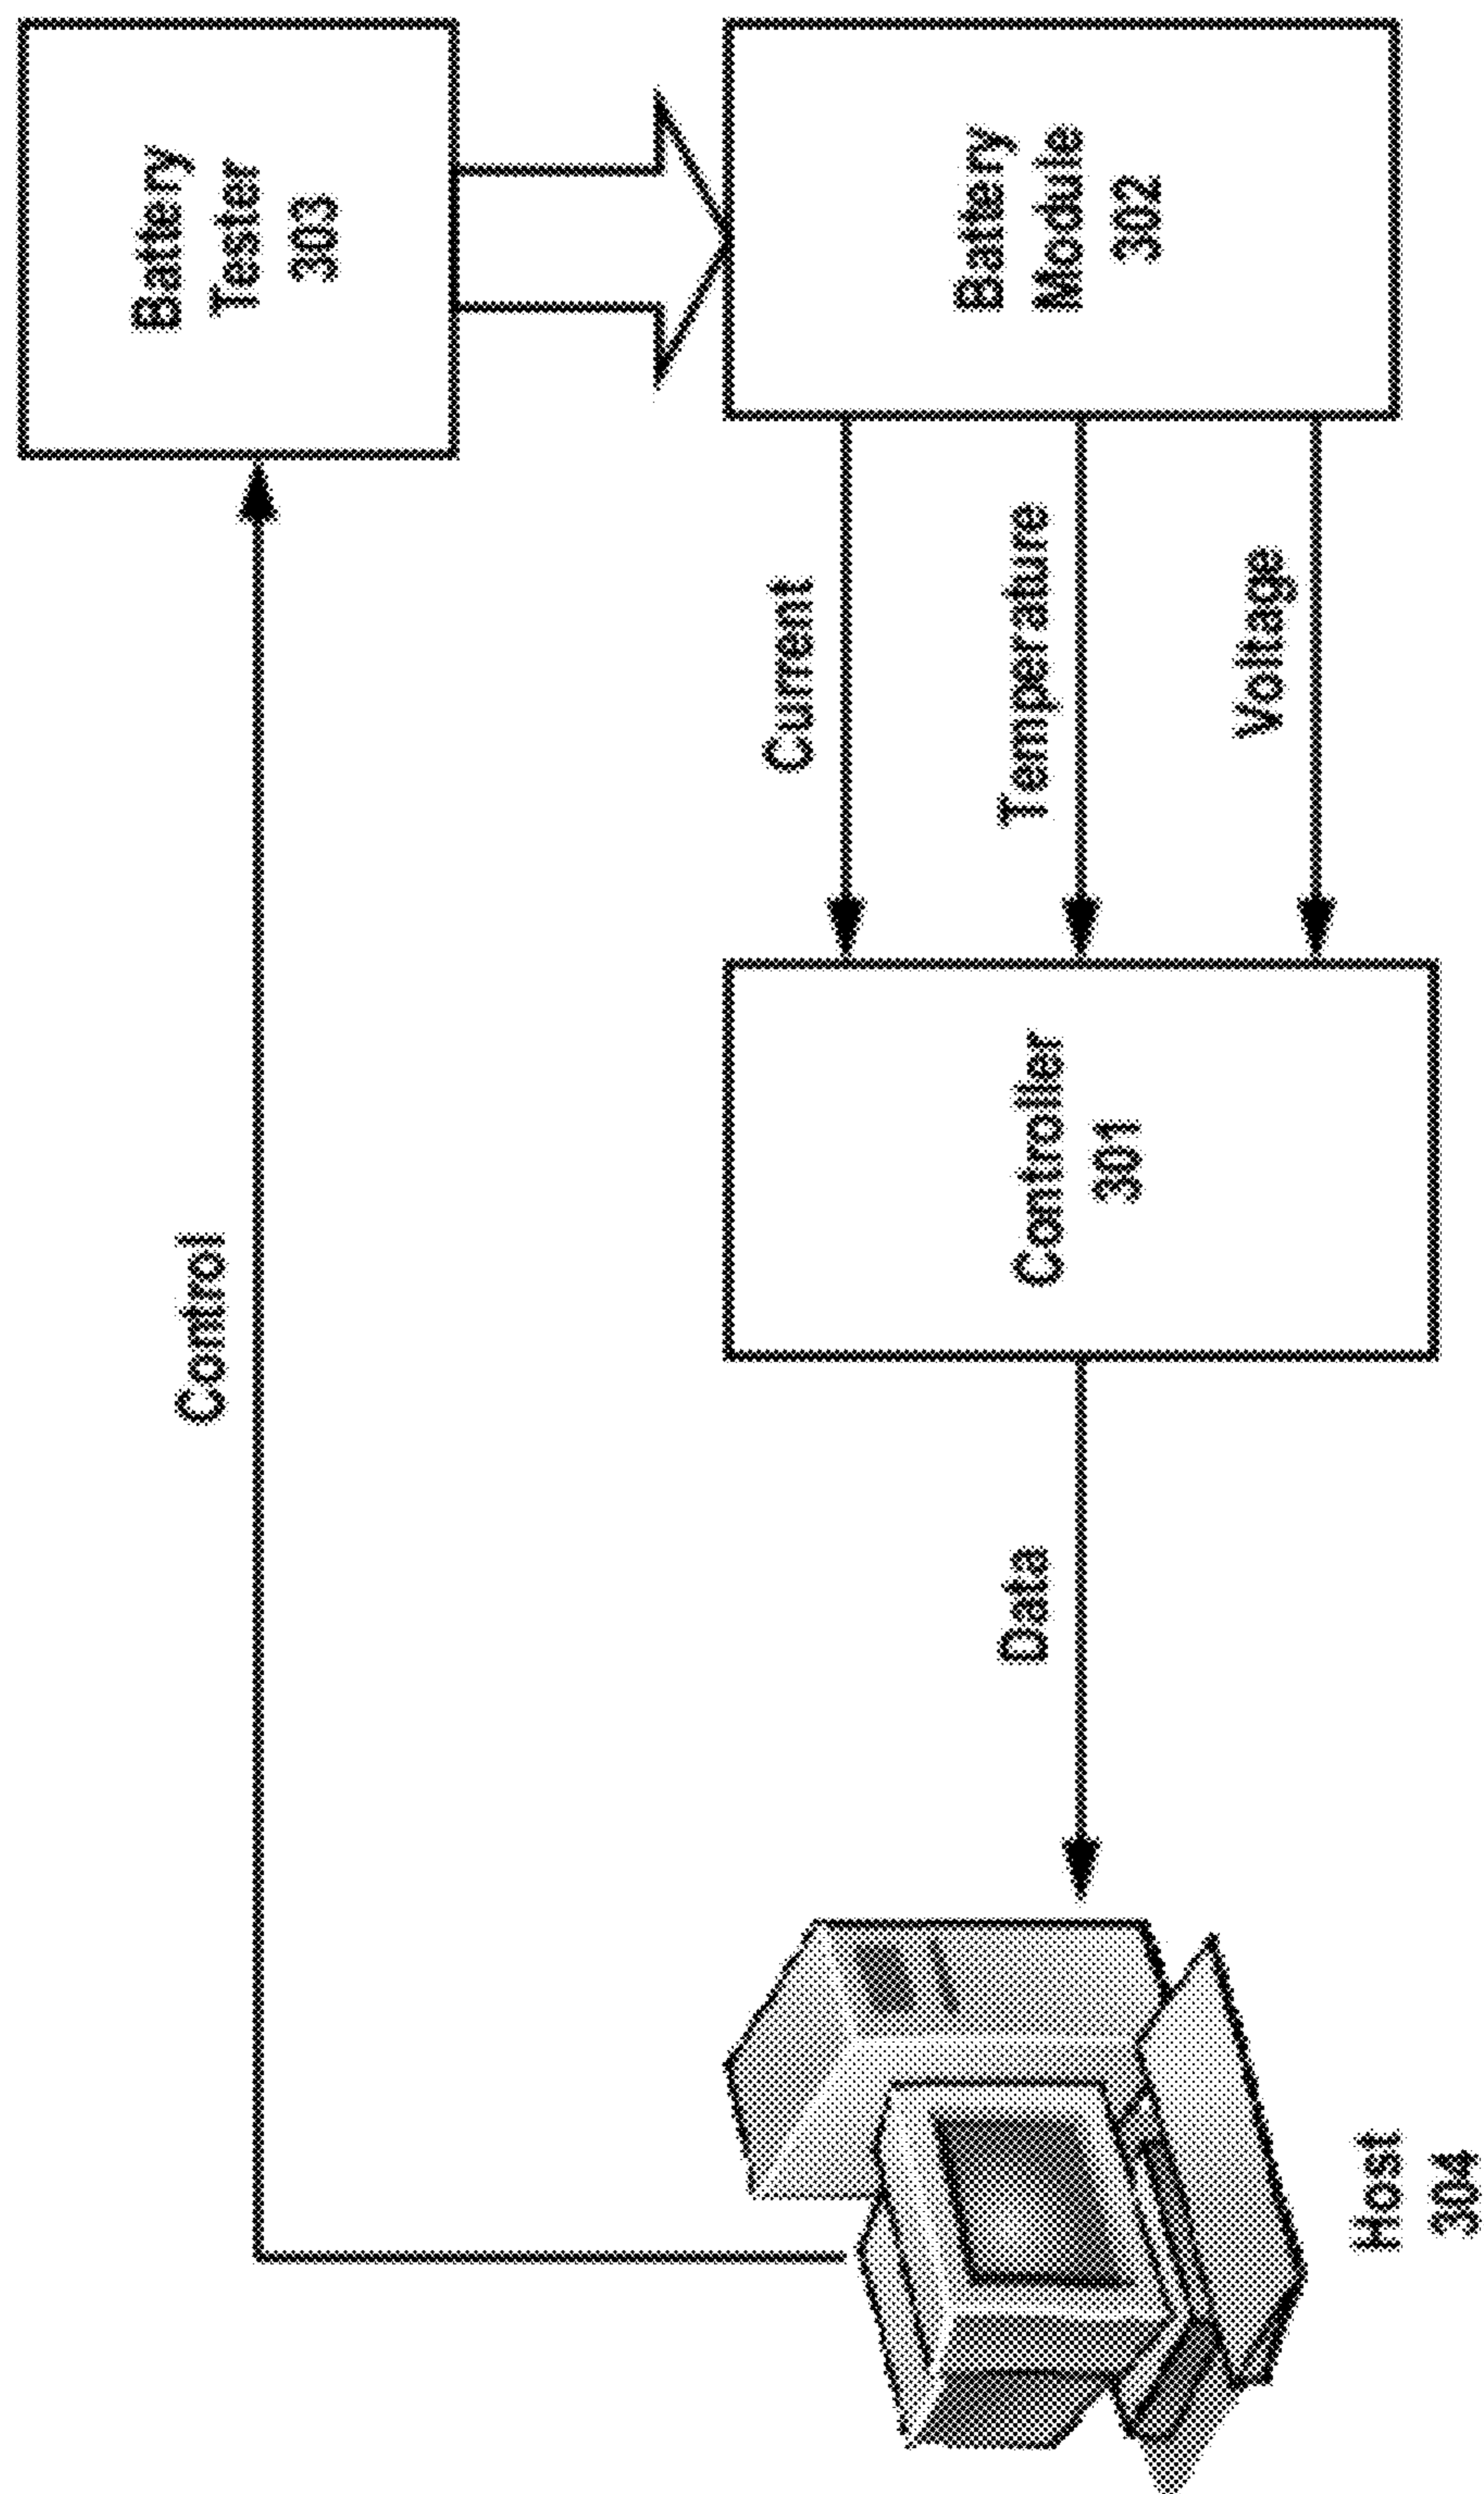 Control
Battery
Tester
303
Current
Temperature
Voltage
Battery
Module
302
Data
Controller
301
Host
304